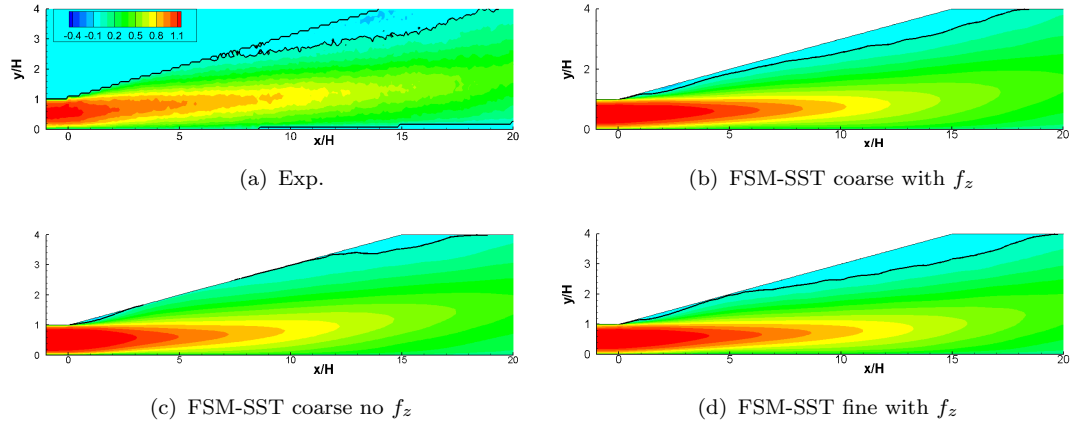 4
3
2
1
0
y/H
-0.4 -0.1 0.2 0.5 0.8 1.1
0 5 10 15 20
x/H
(a) Exp.
4
3
2
1
0
y/H
0 5 10 15 20
x/H
(b) FSM-SST coarse with f_z
4
3
2
1
0
y/H
0 5 10 15 20
x/H
(c) FSM-SST coarse no f_z
4
3
2
1
0
y/H
0 5 10 15 20
x/H
(d) FSM-SST fine with f_z